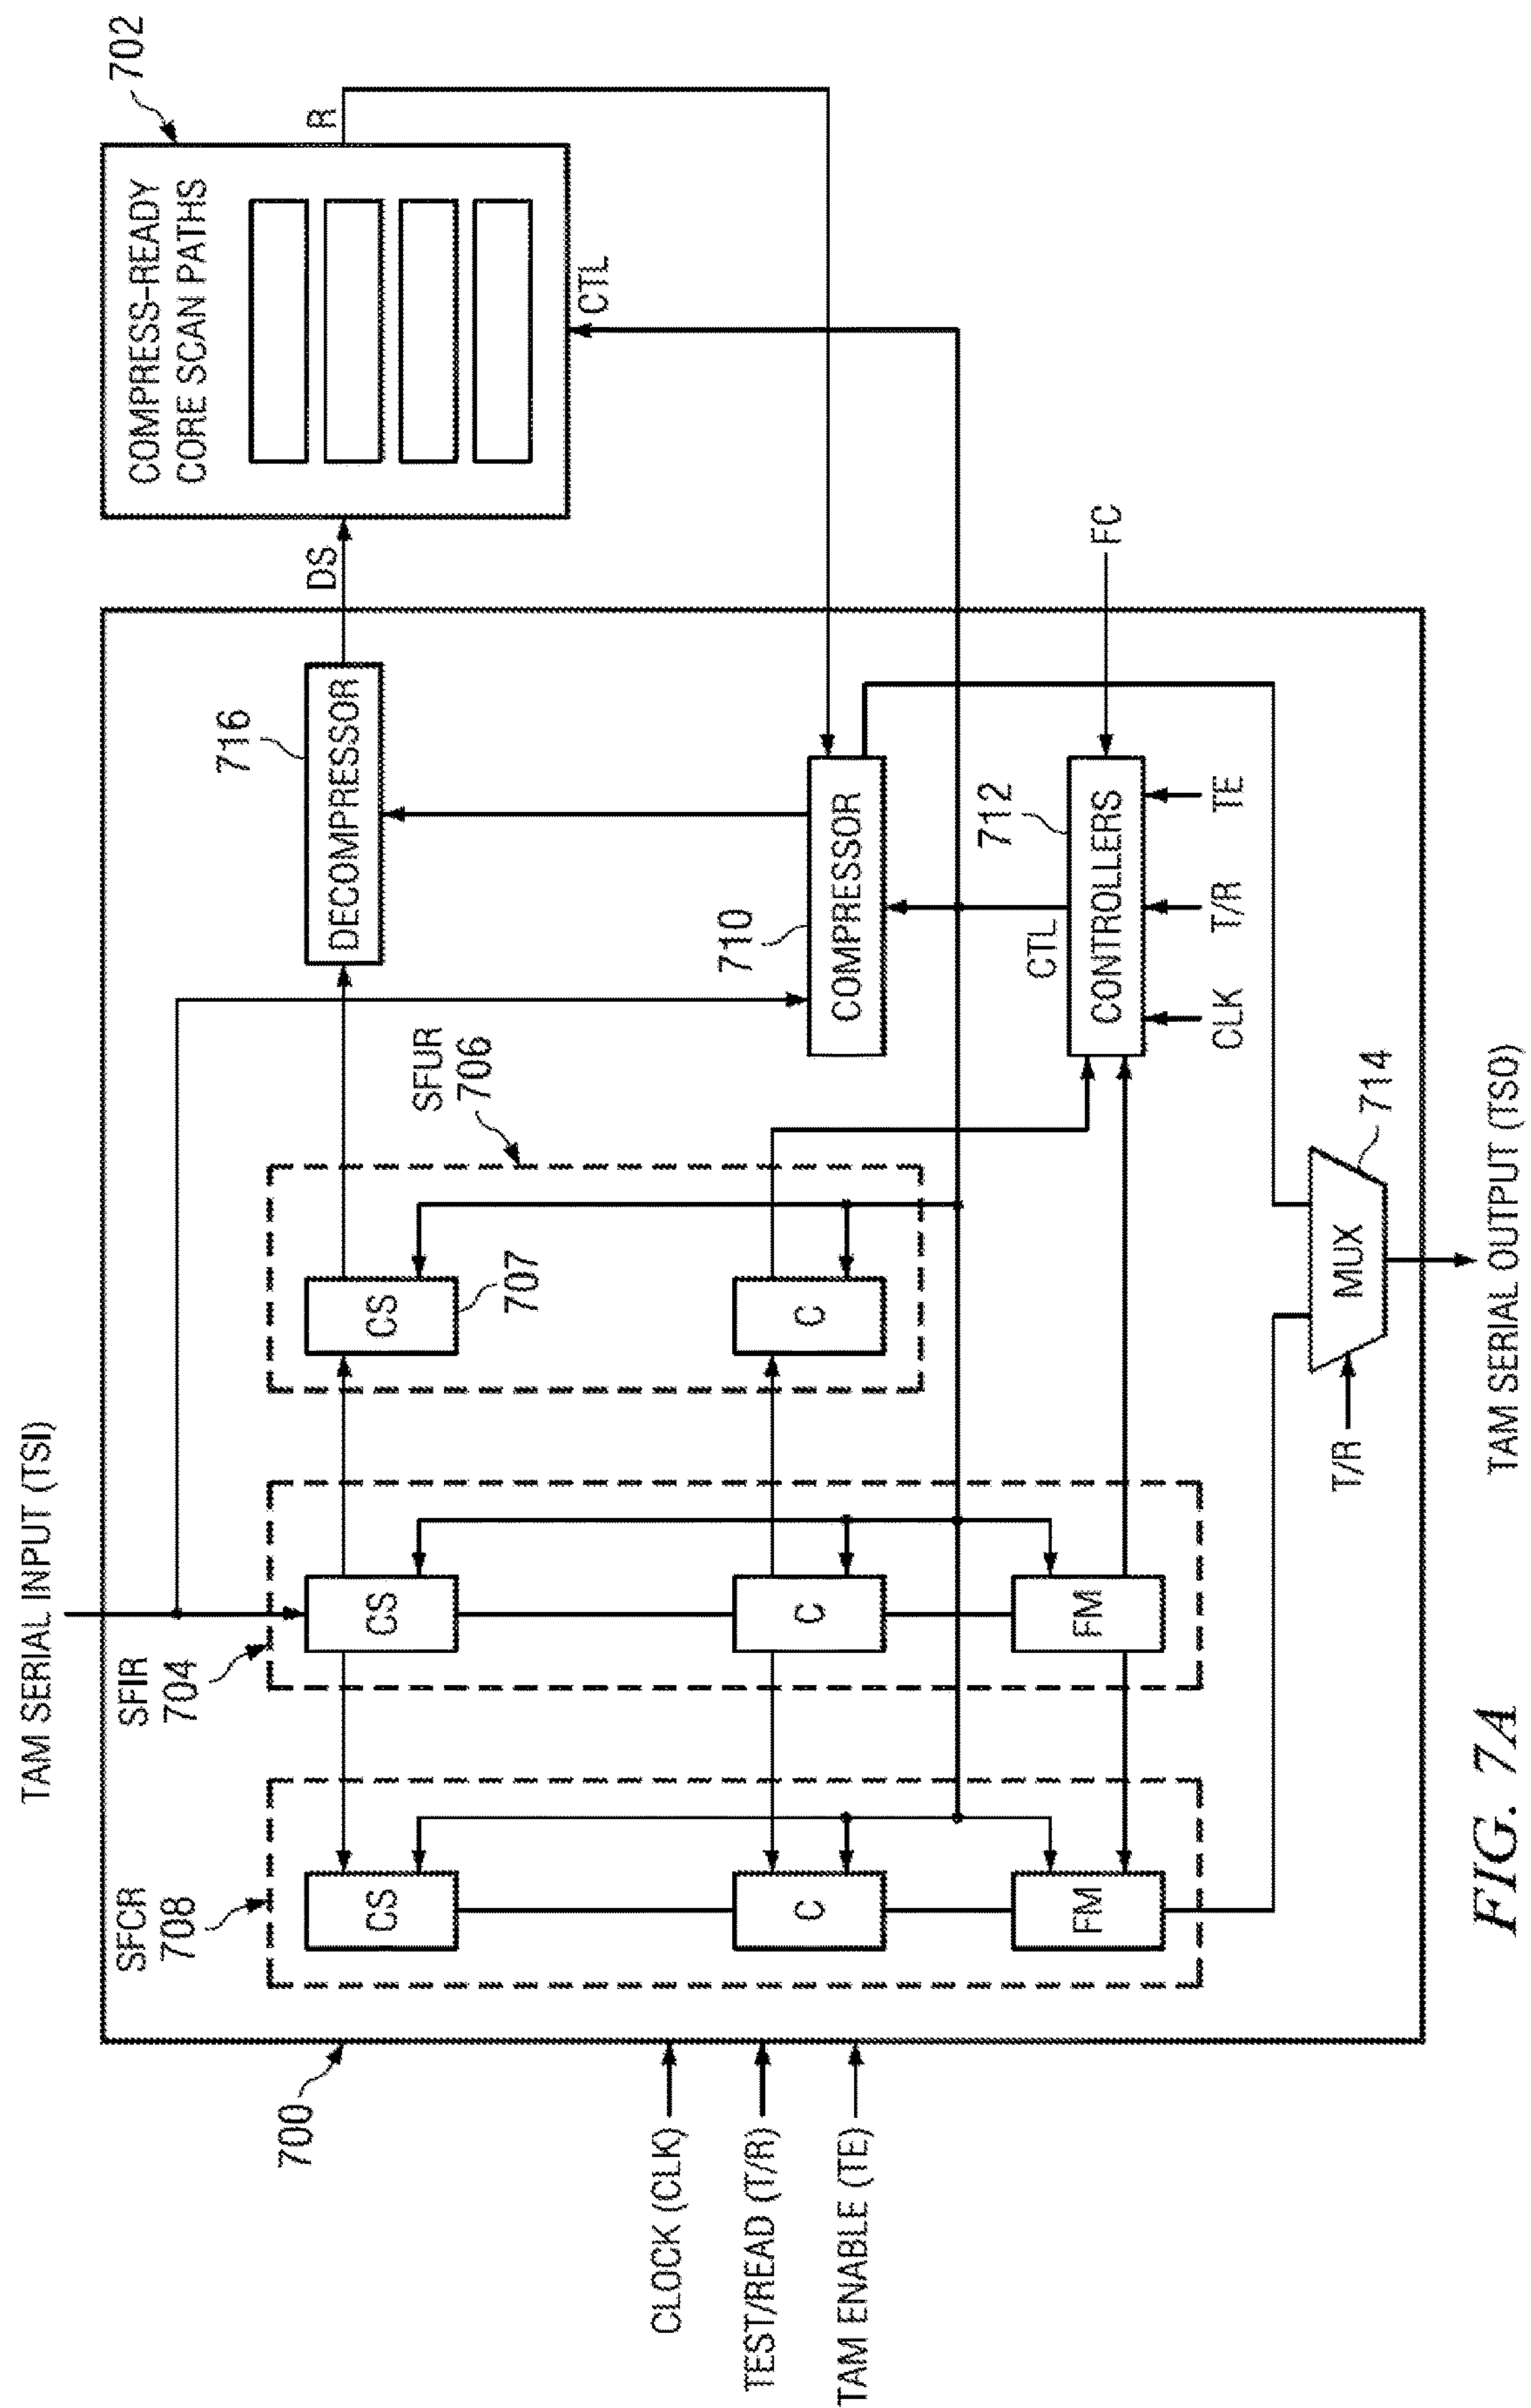 TAM SERIAL INPUT (TSI)
SFCR
708
SFIR
704
SFUR
706
716
DECOMPRESSOR
DS
COMPRESS-READY
CORE SCAN PATHS
702
R
CTL
700
CS
CS
CS
707
710
COMPRESSOR
C
C
C
CTL
712
CONTROLLERS
FC
FM
FM
CLK
T/R
TE
CLOCK (CLK)
TEST/READ (T/R)
TAM ENABLE (TE)
T/R
MUX
714
TAM SERIAL OUTPUT (TSO)
FIG. 7A